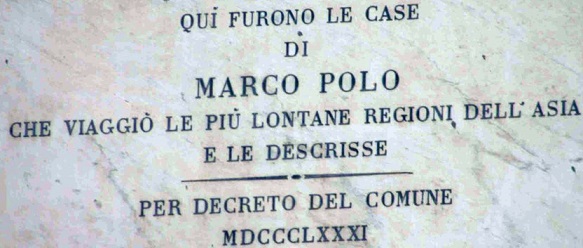 QUI FURONO LE CASE
DI
MARCO POLO
CHE VIAGGIÒ LE PIÙ LONTANE REGIONI DELL' ASIA
E LE DESCRISSE
PER DECRETO DEL COMUNE
MDCCCLXXXI